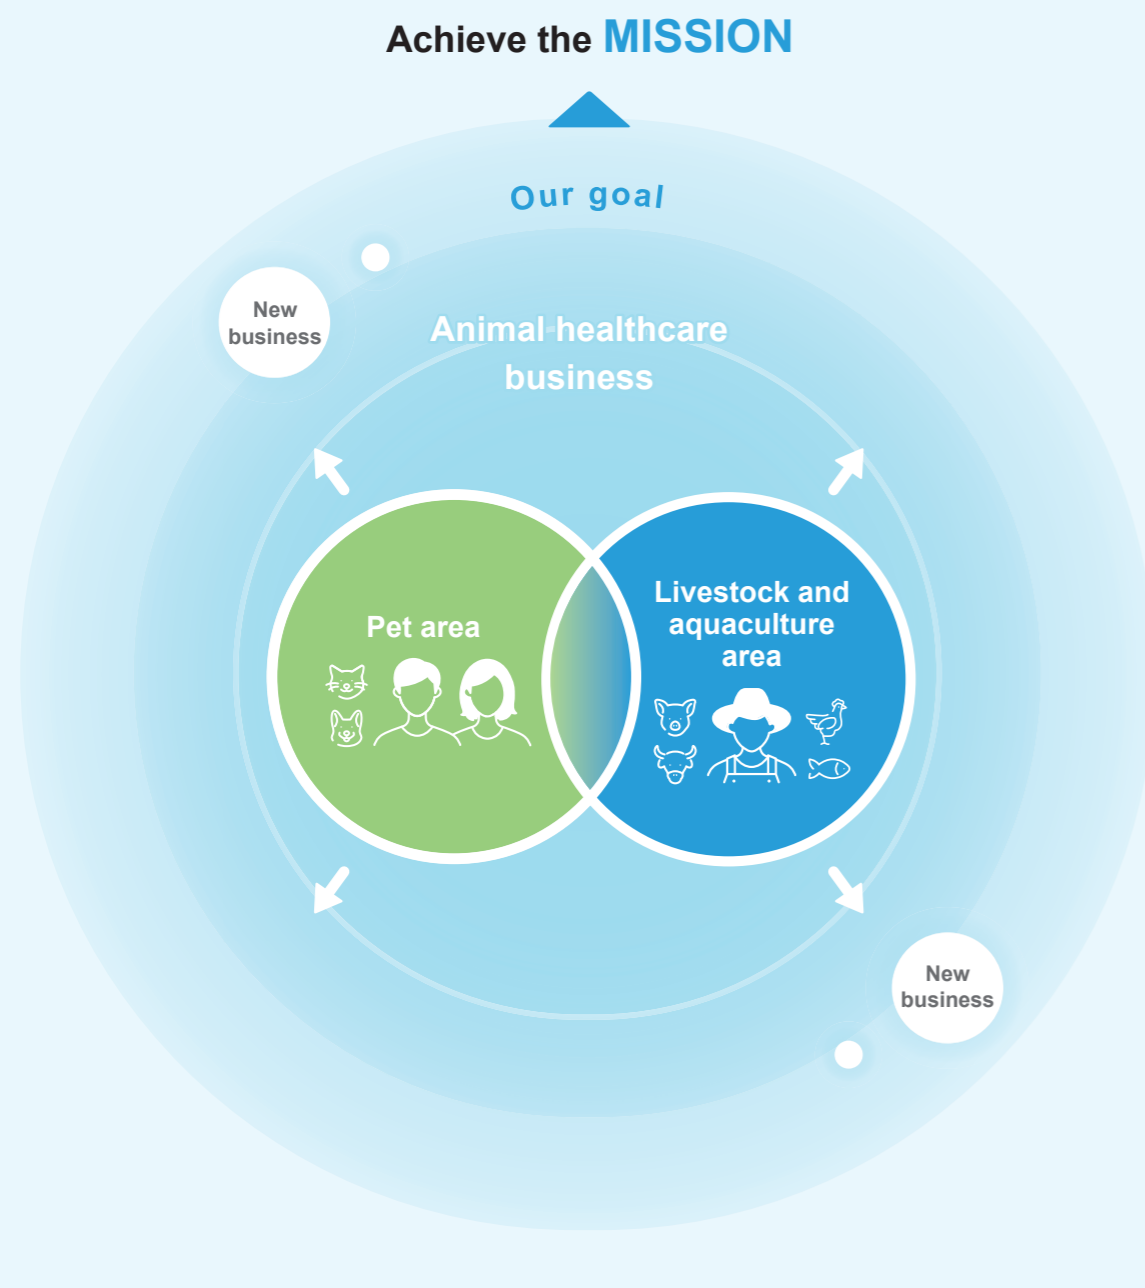 Achieve the MISSION
Our goal
New
business
Animal healthcare
business
Pet area
Livestock and
aquaculture
area
New
business